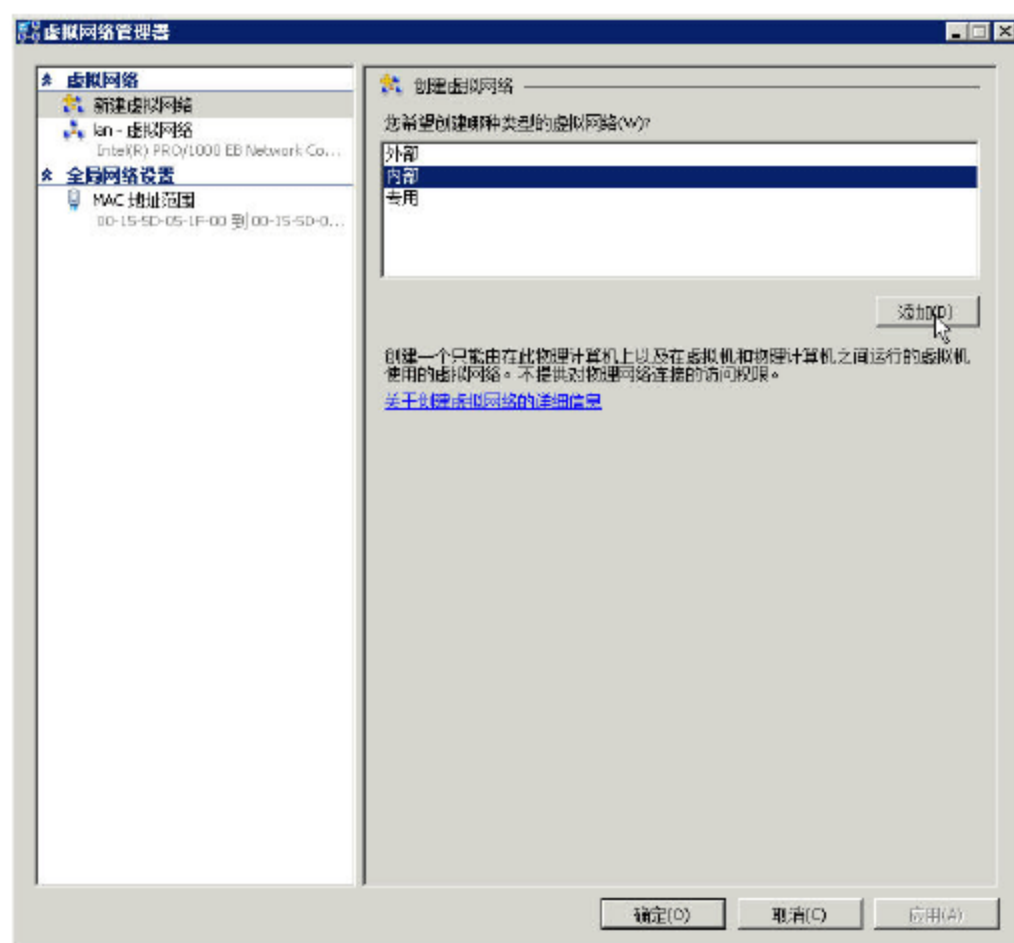 虚拟网络管理器
虚拟网络
新建虚拟网络
lan - 虚拟网络
Intel(R) PRO/1000 EB Network Co...
全局网络设置
MAC 地址范围
00-15-5D-05-1F-00 到 00-15-5D-0...
创建虚拟网络
您希望创建哪种类型的虚拟网络(W)?
外部
内部
专用
添加(D)
创建一个只能由在此物理计算机上以及在虚拟机和物理计算机之间运行的虚拟机
使用的虚拟网络。不提供对物理网络连接的访问权限。
关于创建虚拟网络的详细信息
确定(O)
取消(C)
应用(A)